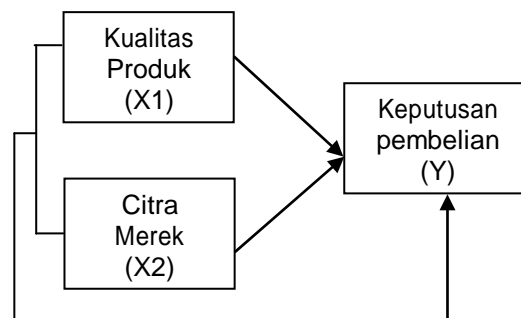 Kualitas
Produk
(X1)
Keputusan
pembelian
(Y)
Citra
Merek
(X2)